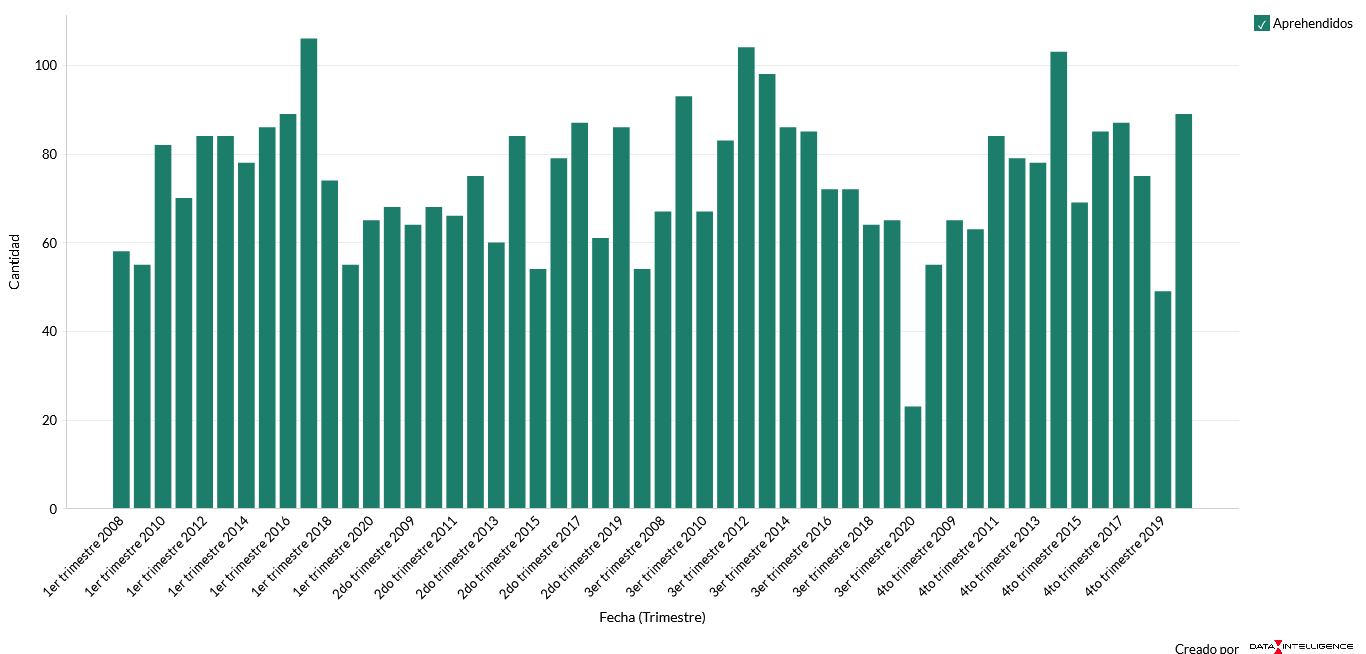 Aprehendidos
100
80
60
40
20
0
Cantidad
1er trimestre 2008
1er trimestre 2010
1er trimestre 2012
1er trimestre 2014
1er trimestre 2016
1er trimestre 2018
1er trimestre 2020
2do trimestre 2009
2do trimestre 2011
2do trimestre 2013
2do trimestre 2015
2do trimestre 2017
2do trimestre 2019
3er trimestre 2008
3er trimestre 2010
3er trimestre 2012
3er trimestre 2014
3er trimestre 2016
3er trimestre 2018
3er trimestre 2020
4to trimestre 2009
4to trimestre 2011
4to trimestre 2013
4to trimestre 2015
4to trimestre 2017
4to trimestre 2019
Fecha (Trimestre)
Creado por DATA INTELLIGENCE